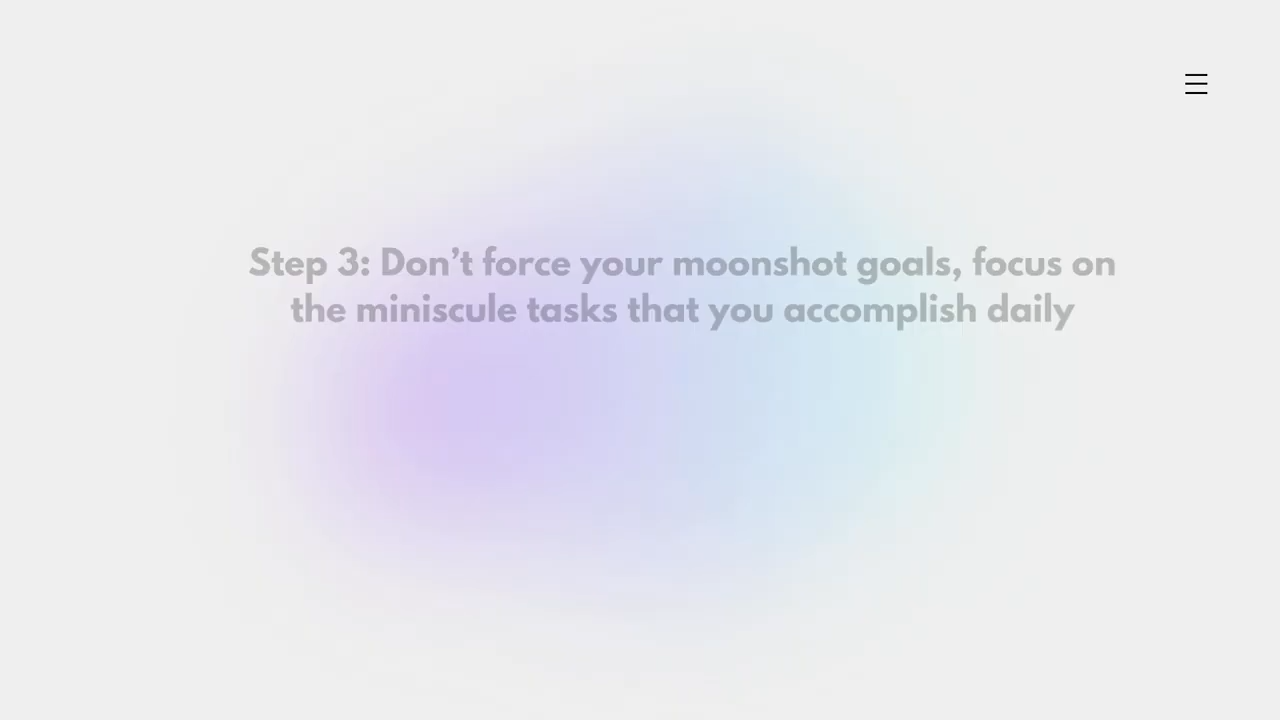 Step 3: Don’t force your moonshot goals, focus on
the miniscule tasks that you accomplish daily